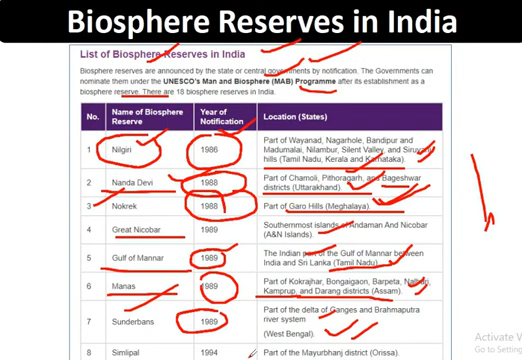 Biosphere Reserves in India
List of Biosphere Reserves in India
Biosphere reserves are announced by the state or central governments by notification. The Governments can
nominate them under the UNESCO's Man and Biosphere (MAB) Programme after its establishment as a
biosphere reserve. There are 18 biosphere reserves in India.
No. Name of Biosphere Reserve Year of Notification Location (States)
1 Nilgiri 1986 Part of Wayanad, Nagarhole, Bandipur and
Madumalai, Nilambur, Silent Valley and Siruvani
hills (Tamil Nadu, Kerala and Karnataka).
2 Nanda Devi 1988 Part of Chamoli, Pithoragarh, and Bageshwar
districts (Uttarakhand).
3 Nokrek 1988 Part of Garo Hills (Meghalaya).
4 Great Nicobar 1989 Southernmost islands of Andaman And Nicobar
(A&N Islands).
5 Gulf of Mannar 1989 The Indian part of the Gulf of Mannar between
India and Sri Lanka (Tamil Nadu).
6 Manas 1989 Part of Kokrajhar, Bongaigaon, Barpeta, Nalbari,
Kamprup, and Darang districts (Assam).
7 Sunderbans 1989 Part of the delta of Ganges and Brahmaputra
river system
(West Bengal).
8 Simlipal 1994 Part of the Mayurbhanj district (Orissa).
Activate W
Go to Setting